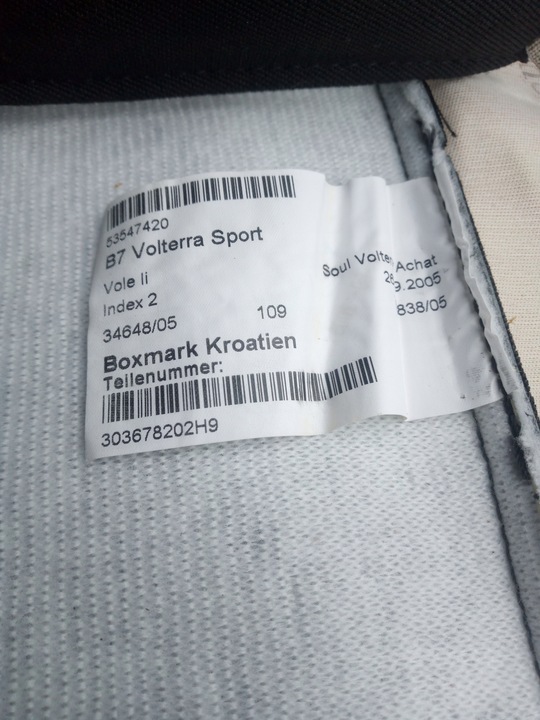 53547420
B7 Volterra Sport
Vole li
Index 2
34648/05
109
Soul Volter Achat
9.2005
838/05
Boxmark Kroatien
Teilenummer:
303678202H9